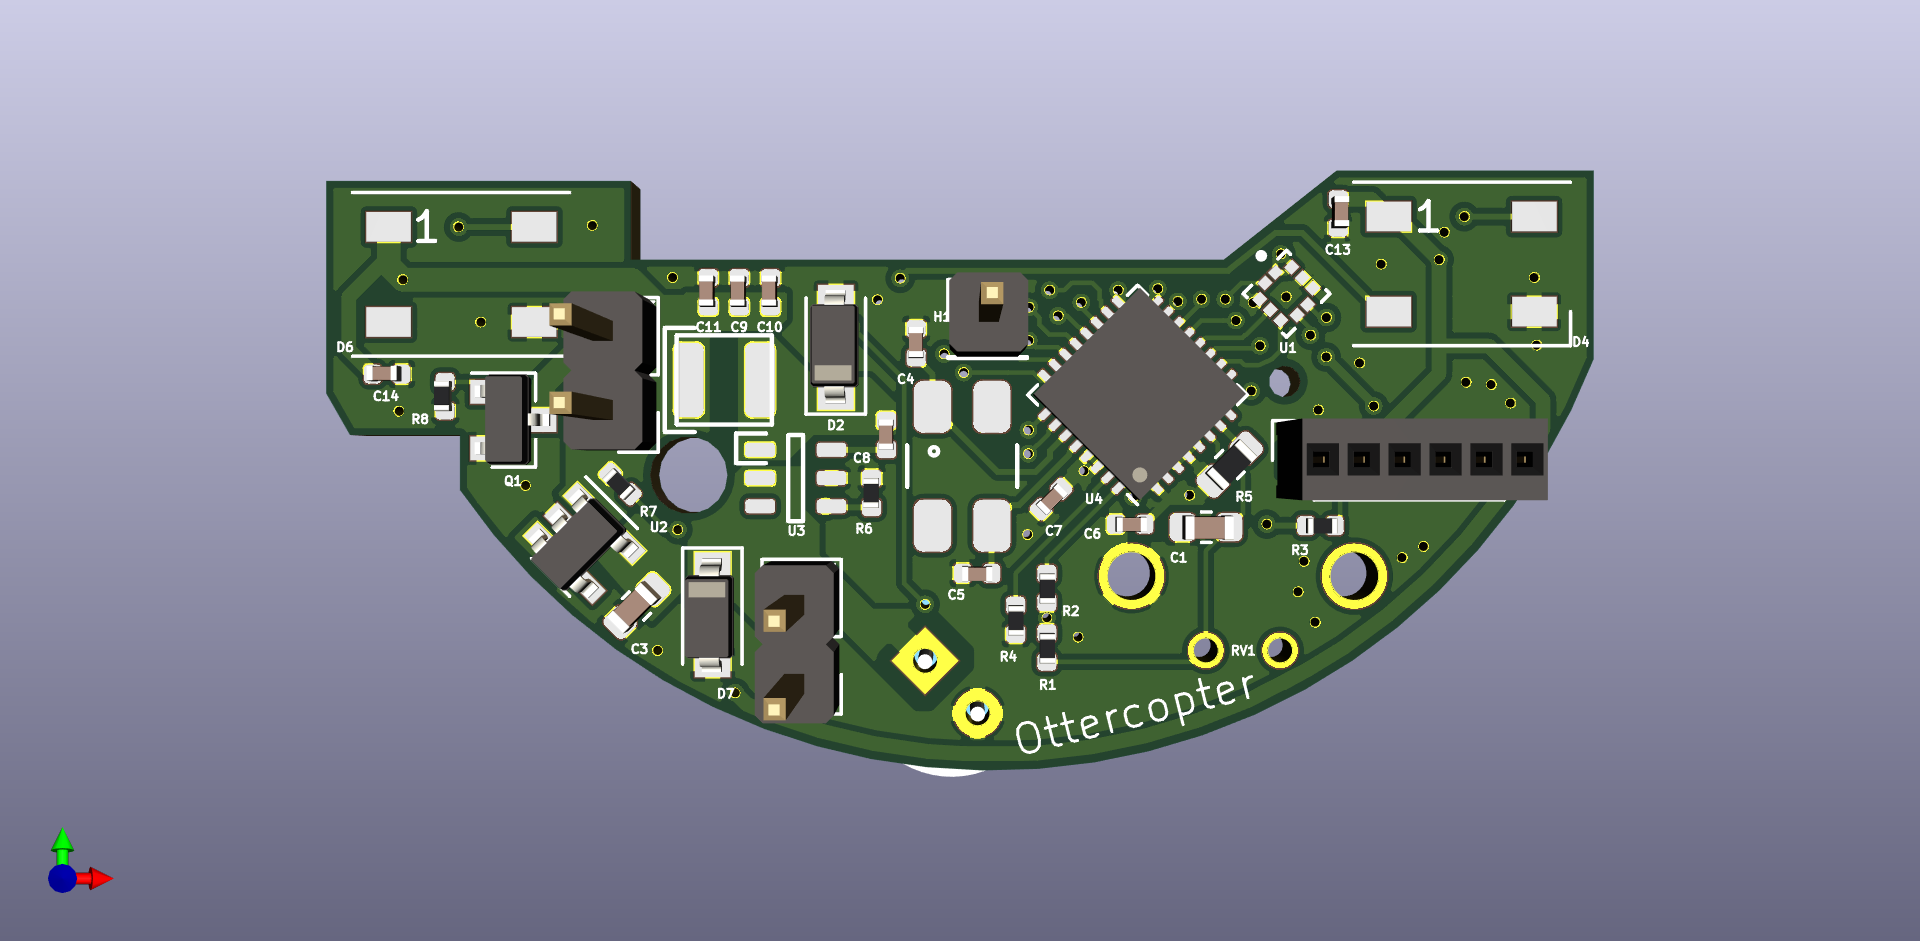 1
1
C13
D6
D4
C11 C9 C10
H1
U1
C4
C14
R8
D2
C8
Q1
R7
U2
U3
R6
U4
C7
C6
R5
C1
R3
C5
R2
R4
C3
RV1
D7
R1
Ottercopter